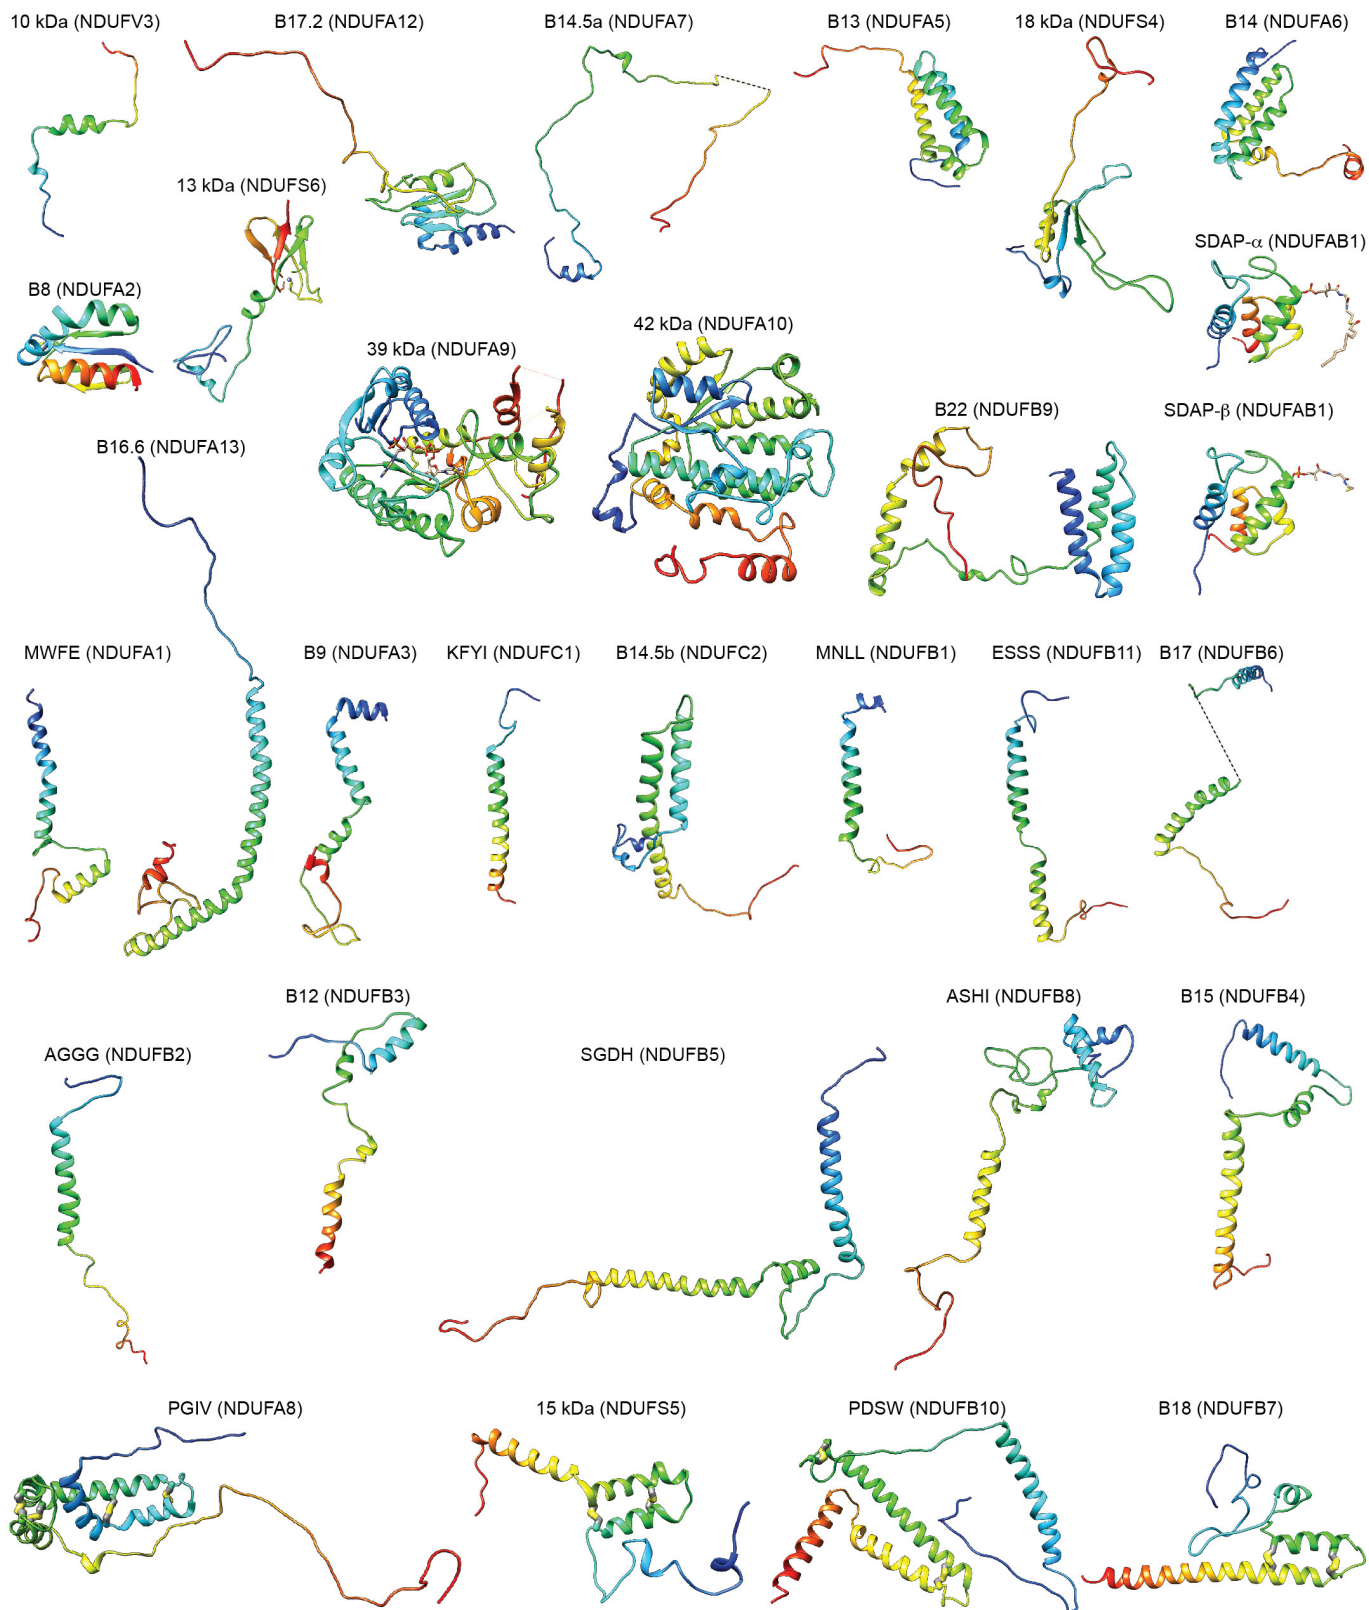 10 kDa (NDUFV3)
B17.2 (NDUFA12)
B14.5a (NDUFA7)
B13 (NDUFA5)
18 kDa (NDUFS4)
B14 (NDUFA6)
13 kDa (NDUFS6)
SDAP-α (NDUFAB1)
B8 (NDUFA2)
42 kDa (NDUFA10)
39 kDa (NDUFA9)
B22 (NDUFB9)
SDAP-β (NDUFAB1)
B16.6 (NDUFA13)
MWFE (NDUFA1)
B9 (NDUFA3)
KFYI (NDUFC1)
B14.5b (NDUFC2)
MNLL (NDUFB1)
ESSS (NDUFB11)
B17 (NDUFB6)
B12 (NDUFB3)
ASHI (NDUFB8)
B15 (NDUFB4)
AGGG (NDUFB2)
SGDH (NDUFB5)
PGIV (NDUFA8)
15 kDa (NDUFS5)
PDSW (NDUFB10)
B18 (NDUFB7)